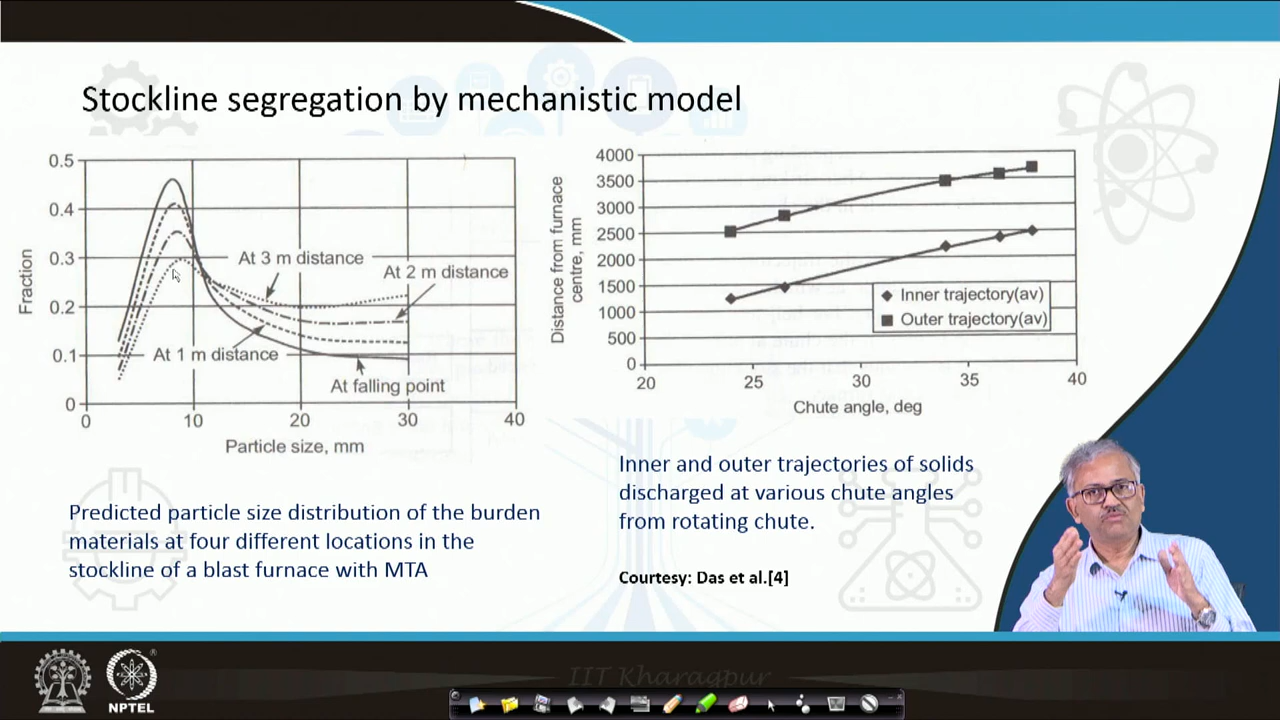 Stockline segregation by mechanistic model
0.5
0.4
0.3
0.2
0.1
0
Fraction
At 3 m distance
At 2 m distance
At 1 m distance
At falling point
0 10 20 30 40
Particle size, mm
4000
3500
3000
2500
2000
1500
1000
500
0
Distance from furnace
centre, mm
Inner trajectory(av)
Outer trajectory(av)
20 25 30 35 40
Chute angle, deg
Predicted particle size distribution of the burden
materials at four different locations in the
stockline of a blast furnace with MTA
Inner and outer trajectories of solids
discharged at various chute angles
from rotating chute.
Courtesy: Das et al.[4]
IIT Kharagpur
NPTEL